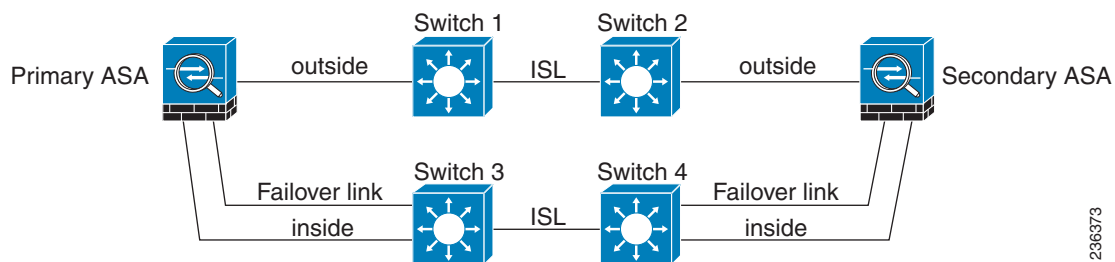 Switch 1
Switch 2
Primary ASA
outside
ISL
outside
Secondary ASA
Switch 3
Switch 4
Failover link
ISL
Failover link
inside
inside
236373